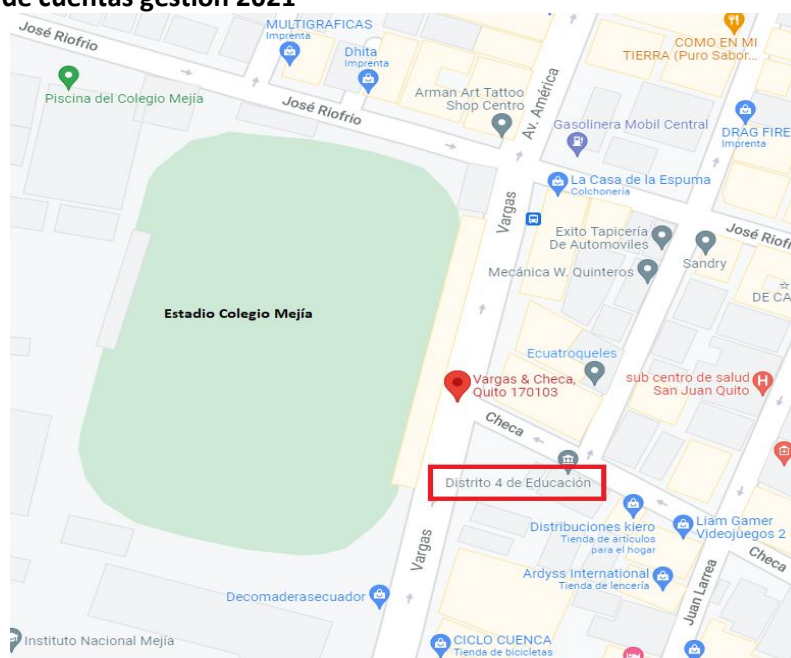 de cuentas gestión 2021
José Riofrio
MULTIGRAFICAS
Imprenta
COMO EN MI
TIERRA (Puro Sabor...
Dhita
Imprenta
Piscina del Colegio Mejía
José Riofrio
Arman Art Tattoo
Shop Centro
Av. América
Gasolinera Mobil Central
DRAG FIRE
Imprenta
La Casa de la Espuma
Colchonería
Vargas
Exito Tapicería
De Automoviles
José Riofr
Mecánica W. Quinteros
Sandry
DE CA
Estadio Colegio Mejía
Ecuatroqueles
Vargas & Checa,
Quito 170103
sub centro de salud
San Juan Quito
H
Checa
Distrito 4 de Educación
Distribuciones kiero
Tienda de artículos
para el hogar
Liam Gamer
Videojuegos 2
Vargas
Checa
Ardyss International
Tienda de lencería
Juan Larrea
Decomaderasecuador
Instituto Nacional Mejía
CICLO CUENCA
Tienda de bicicletas